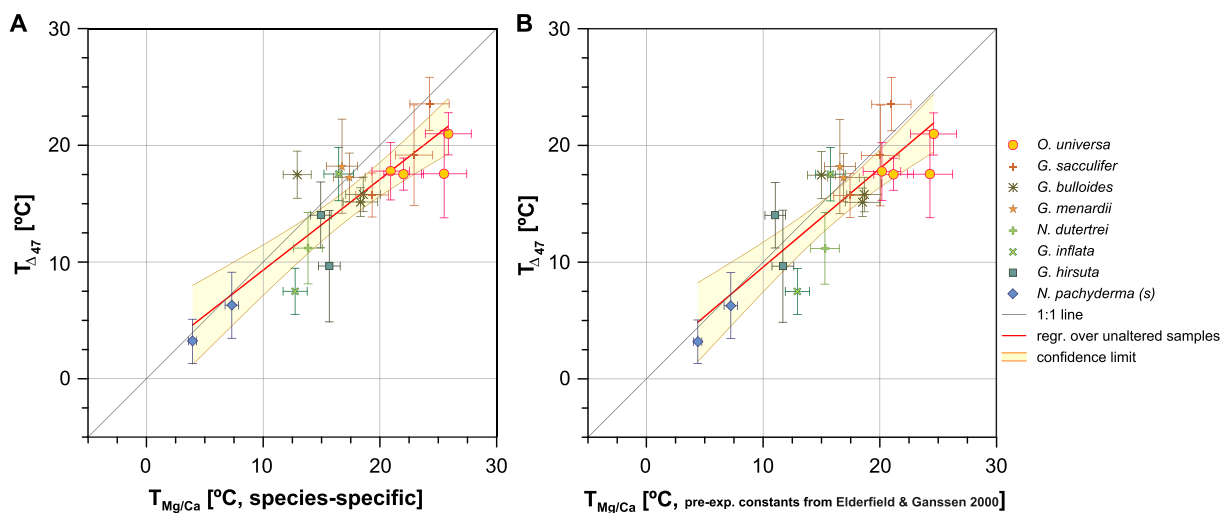 A
B
30
20
10
0
T_Δ47 [ºC]
0
10
20
30
T_Mg/Ca [ºC, species-specific]
30
20
10
0
T_Δ47 [ºC]
0
10
20
30
T_Mg/Ca [ºC, pre-exp. constants from Elderfield & Ganssen 2000]
O. universa
G. sacculifer
G. bulloides
G. menardii
N. dutertrei
G. inflata
G. hirsuta
N. pachyderma (s)
1:1 line
regr. over unaltered samples
confidence limit